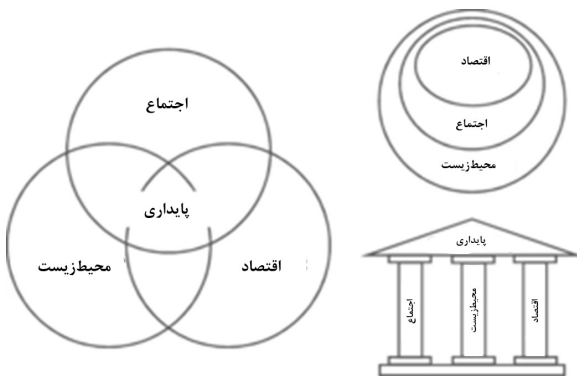 اجتماع
پایداری
محیط‌زیست
اقتصاد
اقتصاد
اجتماع
محیط‌زیست
پایداری
اجتماع
محیط‌زیست
اقتصاد